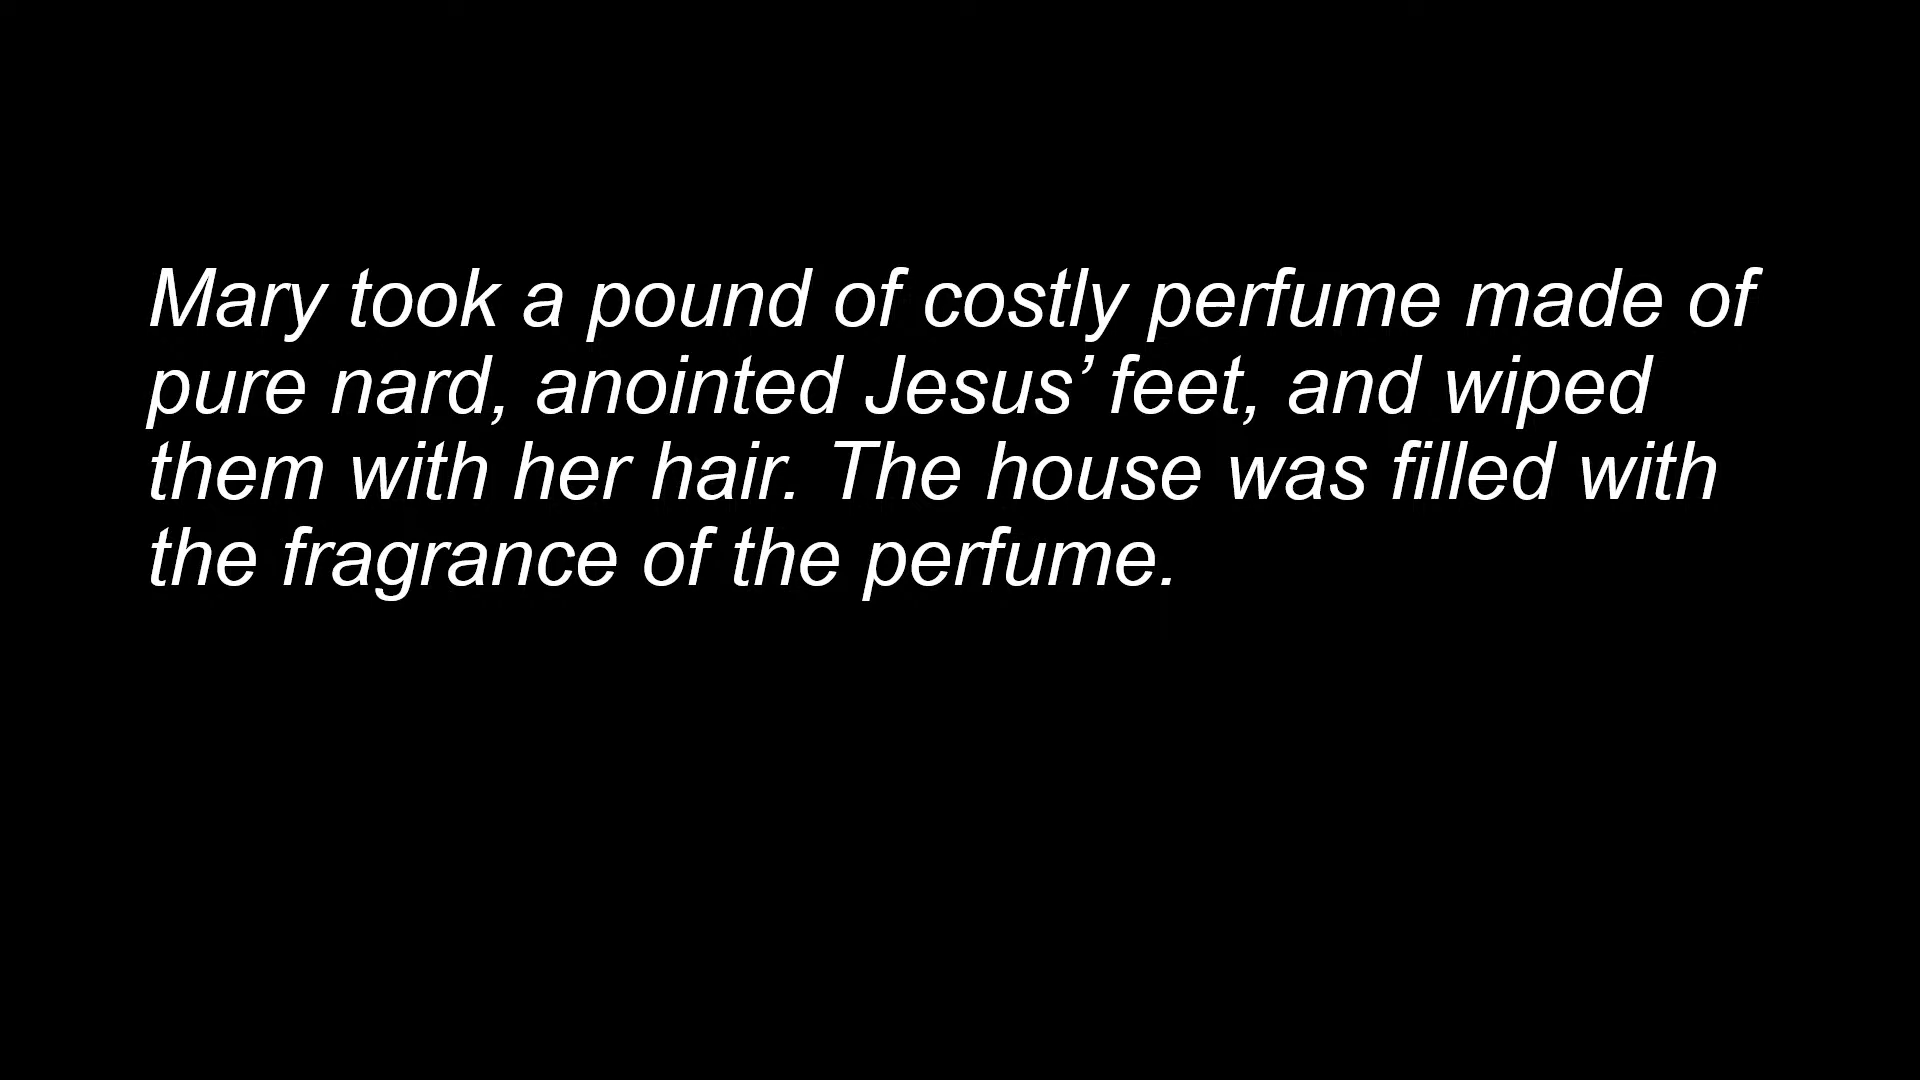 Mary took a pound of costly perfume made of
pure nard, anointed Jesus’ feet, and wiped
them with her hair. The house was filled with
the fragrance of the perfume.